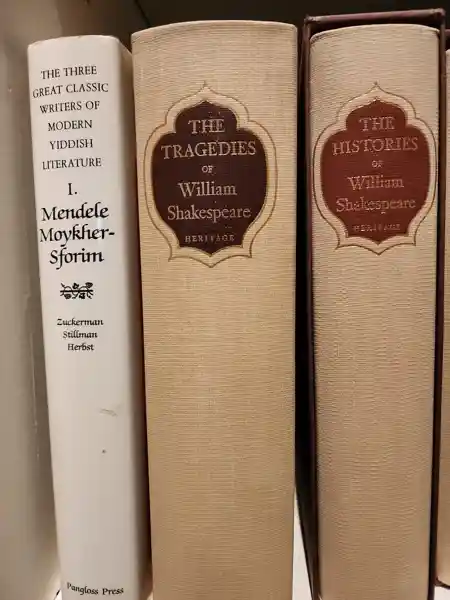 THE THREE
GREAT CLASSIC
WRITERS OF
MODERN
YIDDISH
LITERATURE
I.
Mendele
Moykher-
Sforim
Zuckerman
Stillman
Herbst
Pangloss Press
THE
TRAGEDIES
OF
William
Shakespeare
HERITAGE
THE
HISTORIES
OF
William
Shakespeare
HERITAGE